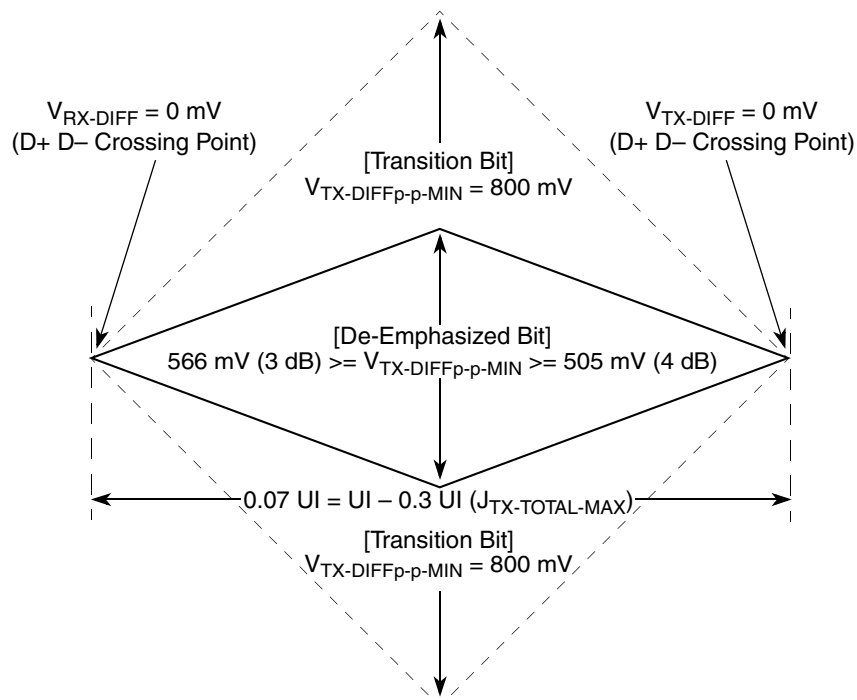 V_RX-DIFF = 0 mV
(D+ D– Crossing Point)
V_TX-DIFF = 0 mV
(D+ D– Crossing Point)
[Transition Bit]
V_TX-DIFFp-p-MIN = 800 mV
[De-Emphasized Bit]
566 mV (3 dB) >= V_TX-DIFFp-p-MIN >= 505 mV (4 dB)
0.07 UI = UI – 0.3 UI (J_TX-TOTAL-MAX)
[Transition Bit]
V_TX-DIFFp-p-MIN = 800 mV